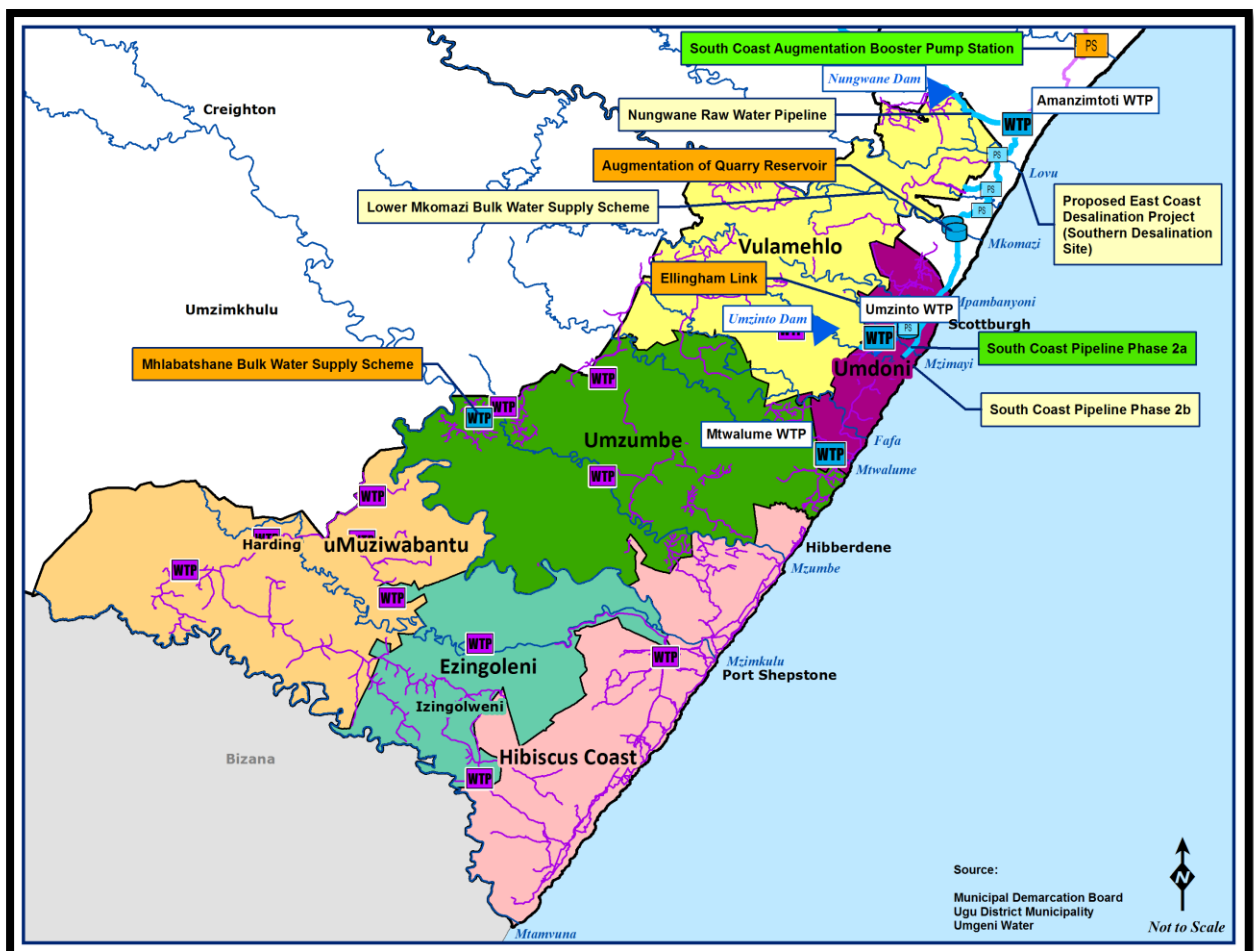 South Coast Augmentation Booster Pump Station
PS
Nungwane Dam
Amanzimtoti WTP
Creighton
Nungwane Raw Water Pipeline
WTP
PS
Augmentation of Quarry Reservoir
Lovu
PS
Lower Mkomazi Bulk Water Supply Scheme
PS
Proposed East Coast
Desalination Project
(Southern Desalination
Site)
Mkomazi
Vulamehlo
Ellingham Link
Umzimkhulu
Umzinto WTP
Mpambanyoni
Umzinto Dam
PS
Scottburgh
WTP
WTP
South Coast Pipeline Phase 2a
Mhlabatshane Bulk Water Supply Scheme
Mzimayi
Umdoni
WTP
WTP
WTP
South Coast Pipeline Phase 2b
Umzumbe
Mtwalume WTP
Fafa
WTP
Mtwalume
WTP
WTP
Harding
uMuziwabantu
Hibberdene
Mzumbe
WTP
WTP
WTP
WTP
Ezingoleni
Mzimkulu
Port Shepstone
Izingolweni
Bizana
Hibiscus Coast
WTP
Source:
Municipal Demarcation Board
Ugu District Municipality
Umgeni Water
N
Not to Scale
Mtamvuna